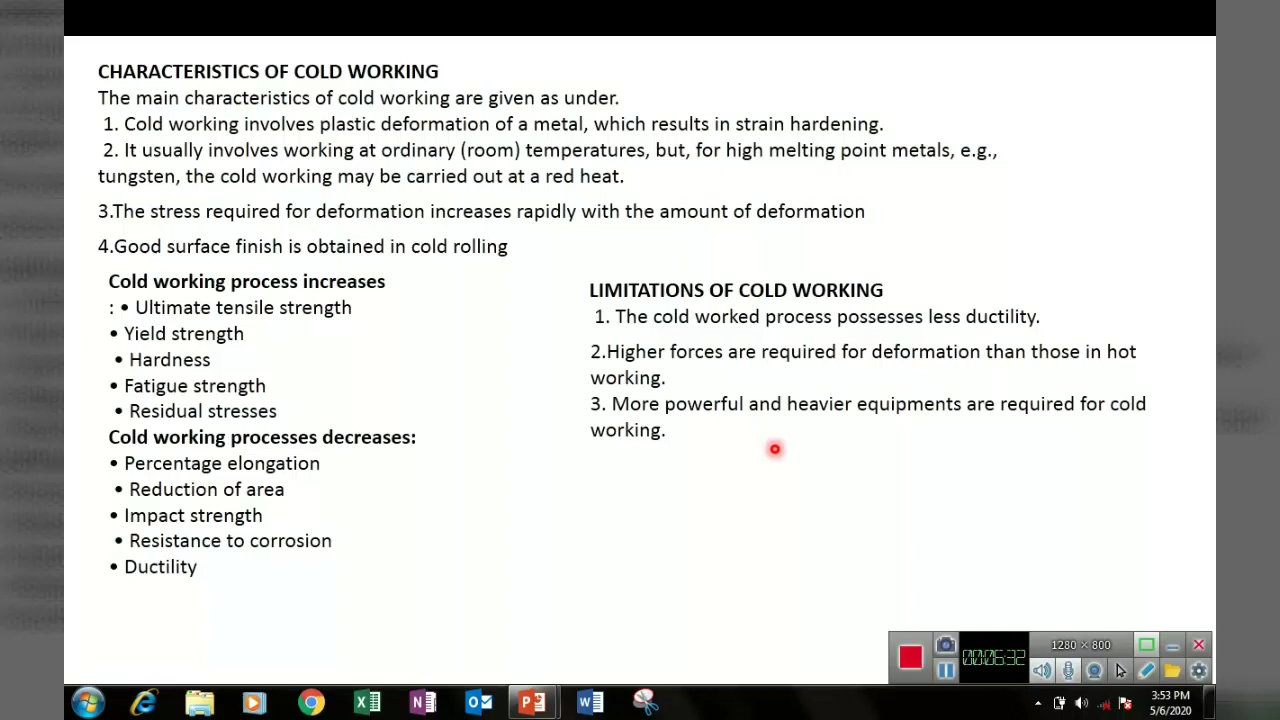 CHARACTERISTICS OF COLD WORKING
The main characteristics of cold working are given as under.
1. Cold working involves plastic deformation of a metal, which results in strain hardening.
2. It usually involves working at ordinary (room) temperatures, but, for high melting point metals, e.g.,
tungsten, the cold working may be carried out at a red heat.
3.The stress required for deformation increases rapidly with the amount of deformation
4.Good surface finish is obtained in cold rolling
Cold working process increases
: • Ultimate tensile strength
• Yield strength
• Hardness
• Fatigue strength
• Residual stresses
Cold working processes decreases:
• Percentage elongation
• Reduction of area
• Impact strength
• Resistance to corrosion
• Ductility
LIMITATIONS OF COLD WORKING
1. The cold worked process possesses less ductility.
2.Higher forces are required for deformation than those in hot
working.
3. More powerful and heavier equipments are required for cold
working.
1280 × 800
00:06:32
3:53 PM
5/6/2020